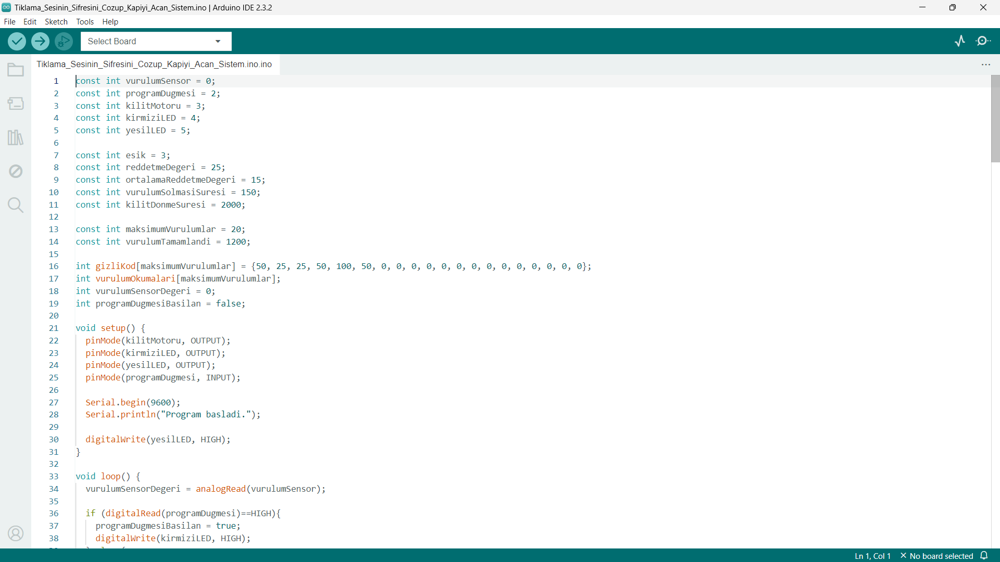 Tiklama_Sesinin_Sifresini_Cozup_Kapiyi_Acan_Sistem.ino | Arduino IDE 2.3.2
File Edit Sketch Tools Help
Select Board
Tiklama_Sesinin_Sifresini_Cozup_Kapiyi_Acan_Sistem.ino.ino
1 const int vurulumSensor = 0;
2 const int programDugmesi = 2;
3 const int kilitMotoru = 3;
4 const int kirmiziLED = 4;
5 const int yesilLED = 5;
6
7 const int esik = 3;
8 const int reddetmeDegeri = 25;
9 const int ortalamaReddetmeDegeri = 15;
10 const int vurulumSolmasiSuresi = 150;
11 const int kilitDonmeSuresi = 2000;
12
13 const int maksimumVurulumlar = 20;
14 const int vurulumTamamlandi = 1200;
15
16 int gizliKod[maksimumVurulumlar] = {50, 25, 25, 50, 100, 50, 0, 0, 0, 0, 0, 0, 0, 0, 0, 0, 0, 0, 0, 0};
17 int vurulumOkumalari[maksimumVurulumlar];
18 int vurulumSensorDegeri = 0;
19 int programDugmesiBasilan = false;
20
21 void setup() {
22 pinMode(kilitMotoru, OUTPUT);
23 pinMode(kirmiziLED, OUTPUT);
24 pinMode(yesilLED, OUTPUT);
25 pinMode(programDugmesi, INPUT);
26
27 Serial.begin(9600);
28 Serial.println("Program basladi.");
29
30 digitalWrite(yesilLED, HIGH);
31 }
32
33 void loop() {
34 vurulumSensorDegeri = analogRead(vurulumSensor);
35
36 if (digitalRead(programDugmesi)==HIGH){
37 programDugmesiBasilan = true;
38 digitalWrite(kirmiziLED, HIGH);
Ln 1, Col 1 No board selected